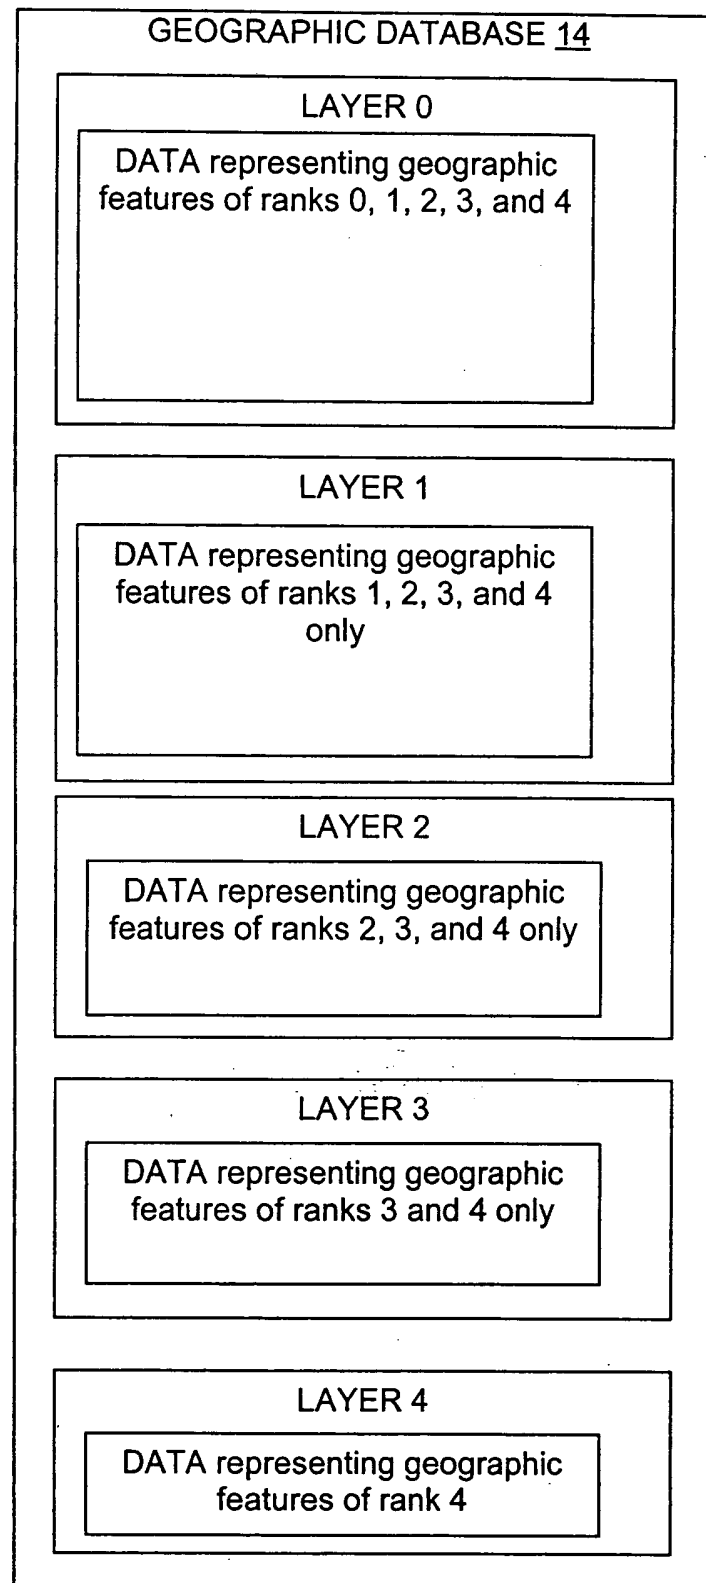 GEOGRAPHIC DATABASE 14
LAYER 0
DATA representing geographic
features of ranks 0, 1, 2, 3, and 4
LAYER 1
DATA representing geographic
features of ranks 1, 2, 3, and 4
only
LAYER 2
DATA representing geographic
features of ranks 2, 3, and 4 only
LAYER 3
DATA representing geographic
features of ranks 3 and 4 only
LAYER 4
DATA representing geographic
features of rank 4